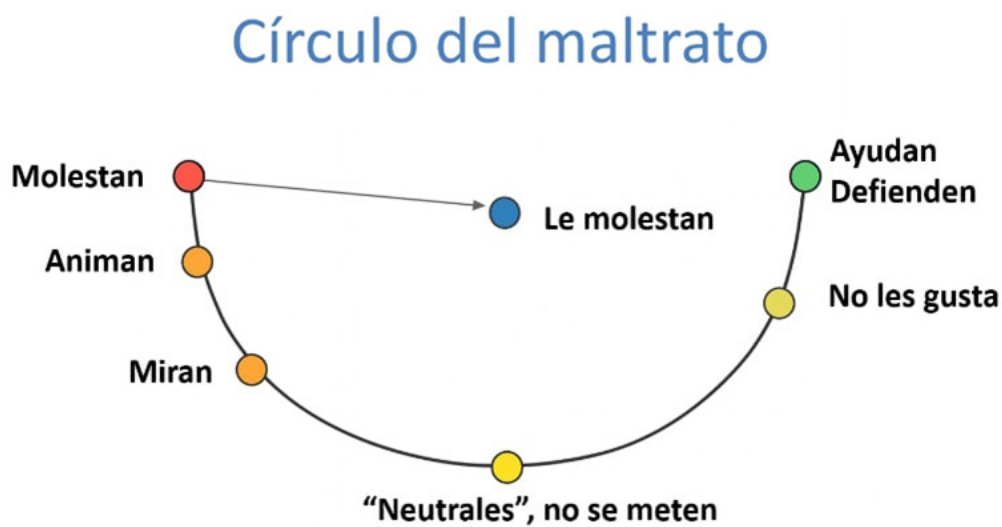 Círculo del maltrato
Molestan
Le molestan
Ayudan
Defienden
Animan
No les gusta
Miran
“Neutrales”, no se meten